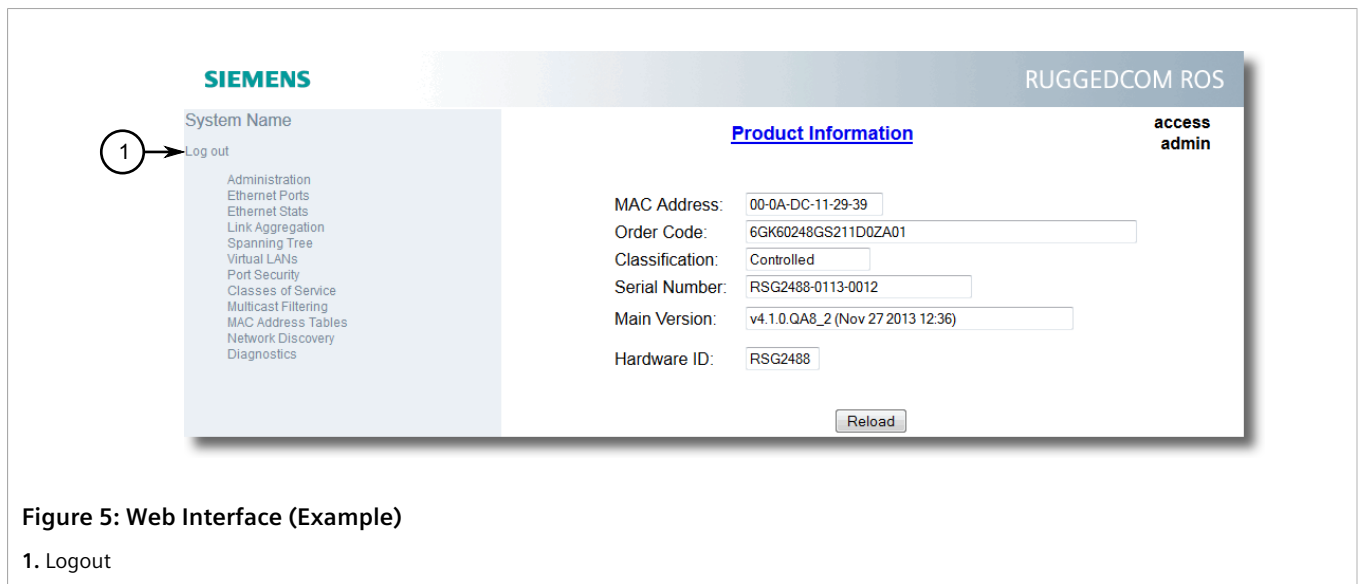 SIEMENS
RUGGEDCOM ROS
System Name
1
Log out
Administration
Ethernet Ports
Ethernet Stats
Link Aggregation
Spanning Tree
Virtual LANs
Port Security
Classes of Service
Multicast Filtering
MAC Address Tables
Network Discovery
Diagnostics
Product Information
access
admin
MAC Address: 00-0A-DC-11-29-39
Order Code: 6GK60248GS211D0ZA01
Classification: Controlled
Serial Number: RSG2488-0113-0012
Main Version: v4.1.0.QA8_2 (Nov 27 2013 12:36)
Hardware ID: RSG2488
Reload
Figure 5: Web Interface (Example)
1. Logout